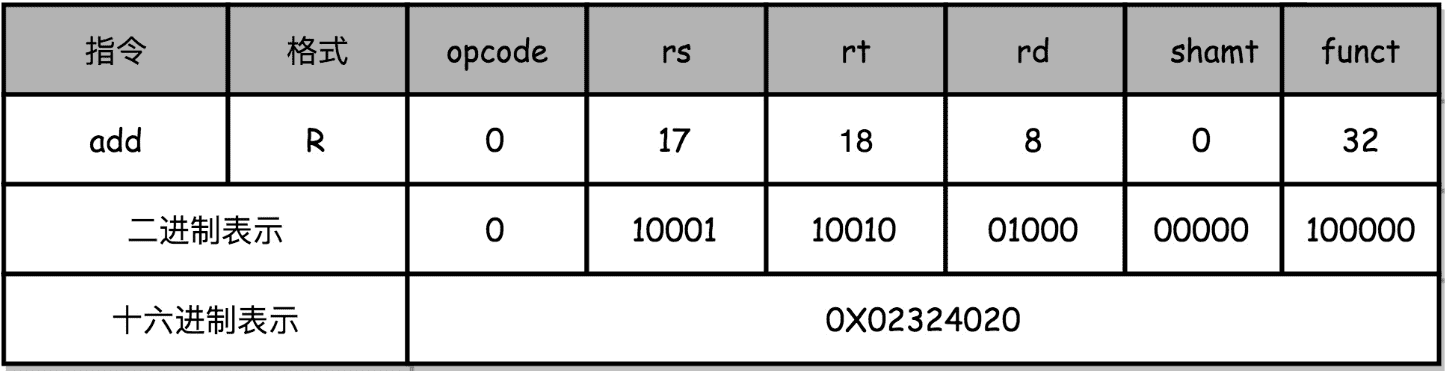 指令 格式 opcode rs rt rd shamt funct
add R 0 17 18 8 0 32
二进制表示 0 10001 10010 01000 00000 100000
十六进制表示 0X02324020